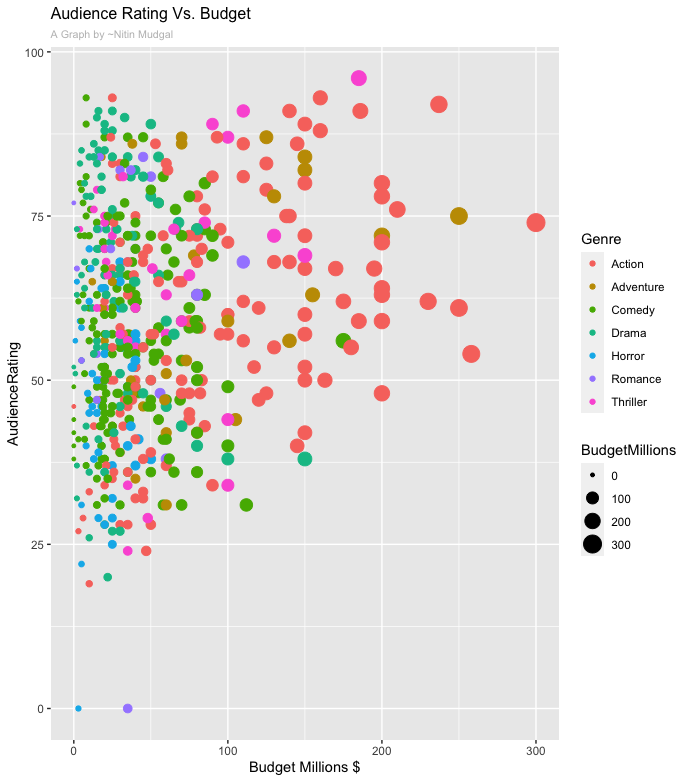 Audience Rating Vs. Budget
A Graph by ~Nitin Mudgal
100
75
50
25
0
AudienceRating
0
100
200
300
Budget Millions $
Genre
Action
Adventure
Comedy
Drama
Horror
Romance
Thriller
BudgetMillions
0
100
200
300